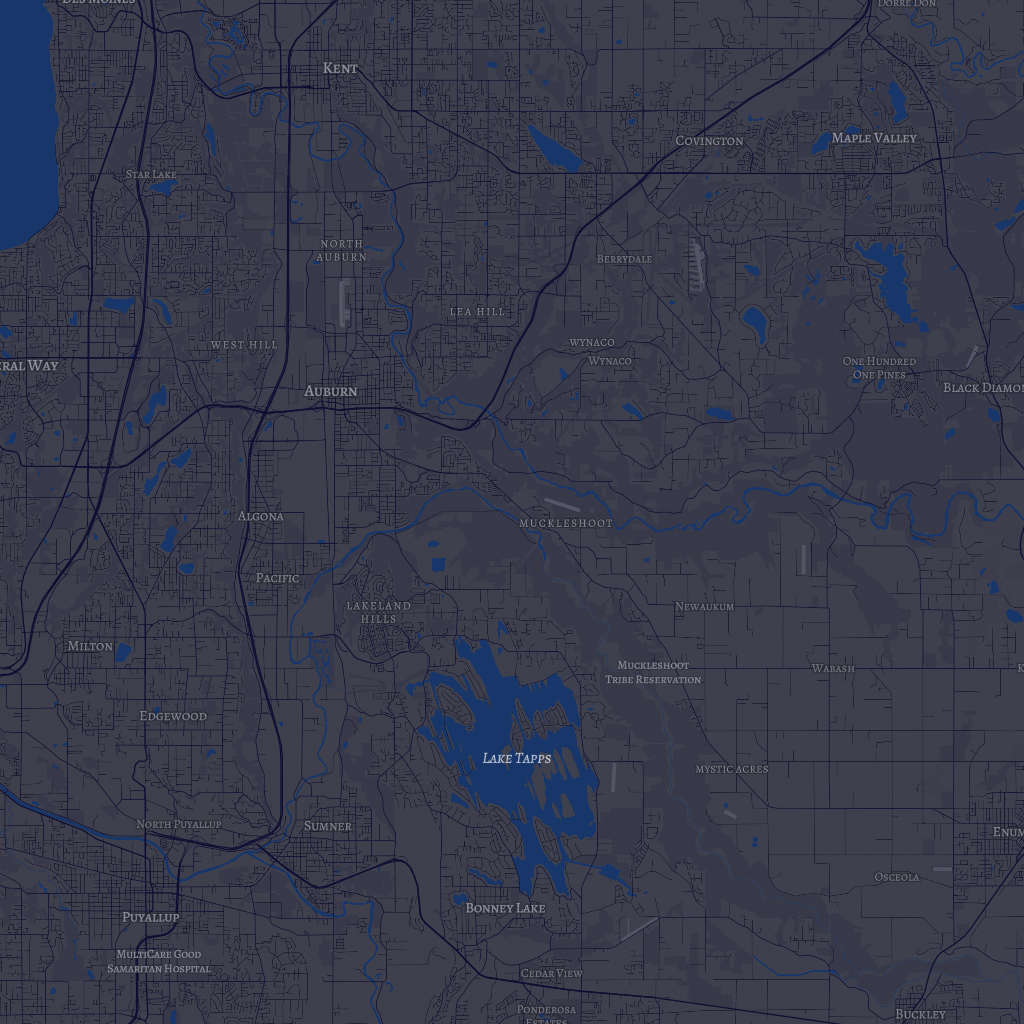 Des Moines
Dorre Don
Kent
Covington
Maple Valley
Star Lake
North
Auburn
Berrydale
Lea Hill
West Hill
Wynaco
Wynaco
eral Way
One Hundred
One Pines
Auburn
Black Diamon
Algona
Muckleshoot
Pacific
Lakeland
Hills
Newaukum
Milton
Muckleshoot
Tribe Reservation
Wabash
K
Edgewood
Lake Tapps
Mystic Acres
North Puyallup
Sumner
Enum
Osceola
Bonney Lake
Puyallup
MultiCare Good
Samaritan Hospital
Cedar View
Ponderosa
Estates
Buckley